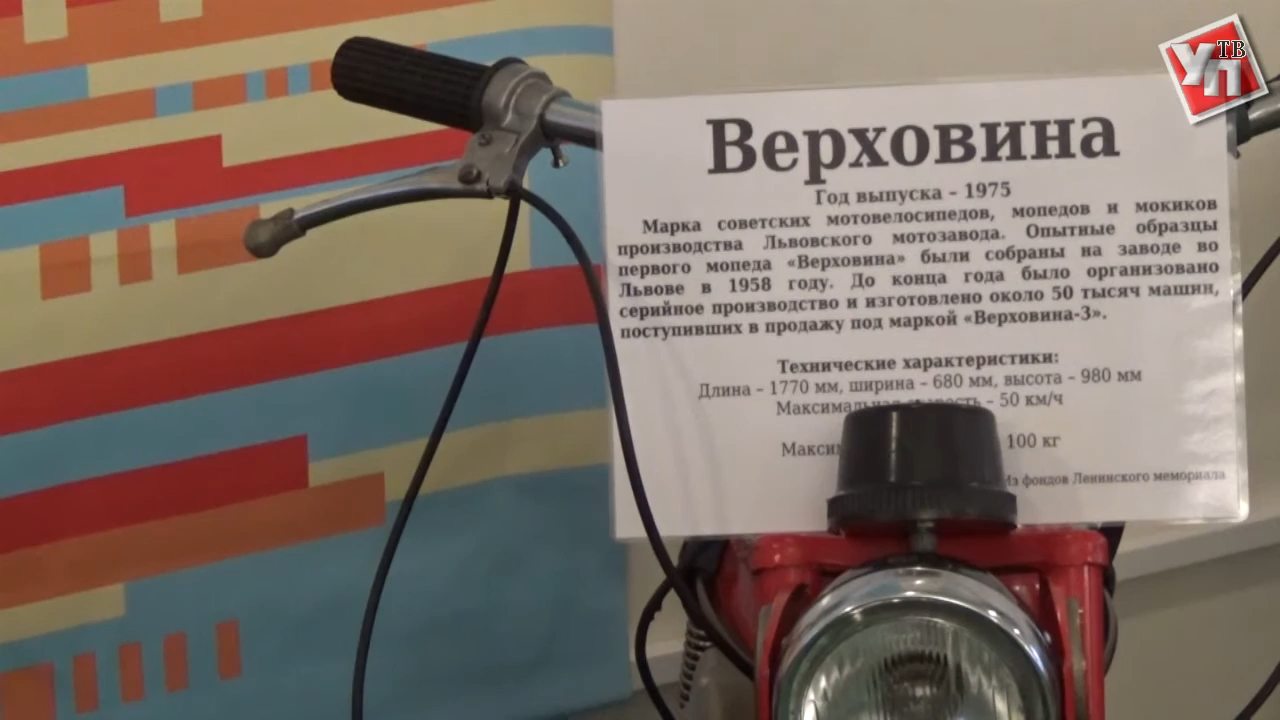 УП ТВ
Верховина
Год выпуска – 1975
Марка советских мотовелосипедов, мопедов и мокиков
производства Львовского мотозавода. Опытные образцы
первого мопеда «Верховина» были собраны на заводе во
Львове в 1958 году. До конца года было организовано
серийное производство и изготовлено около 50 тысяч машин,
поступивших в продажу под маркой «Верховина-3».
Технические характеристики:
Длина – 1770 мм, ширина – 680 мм, высота – 980 мм
Максимальная скорость – 50 км/ч
100 кг
Из фондов Ленинского мемориала